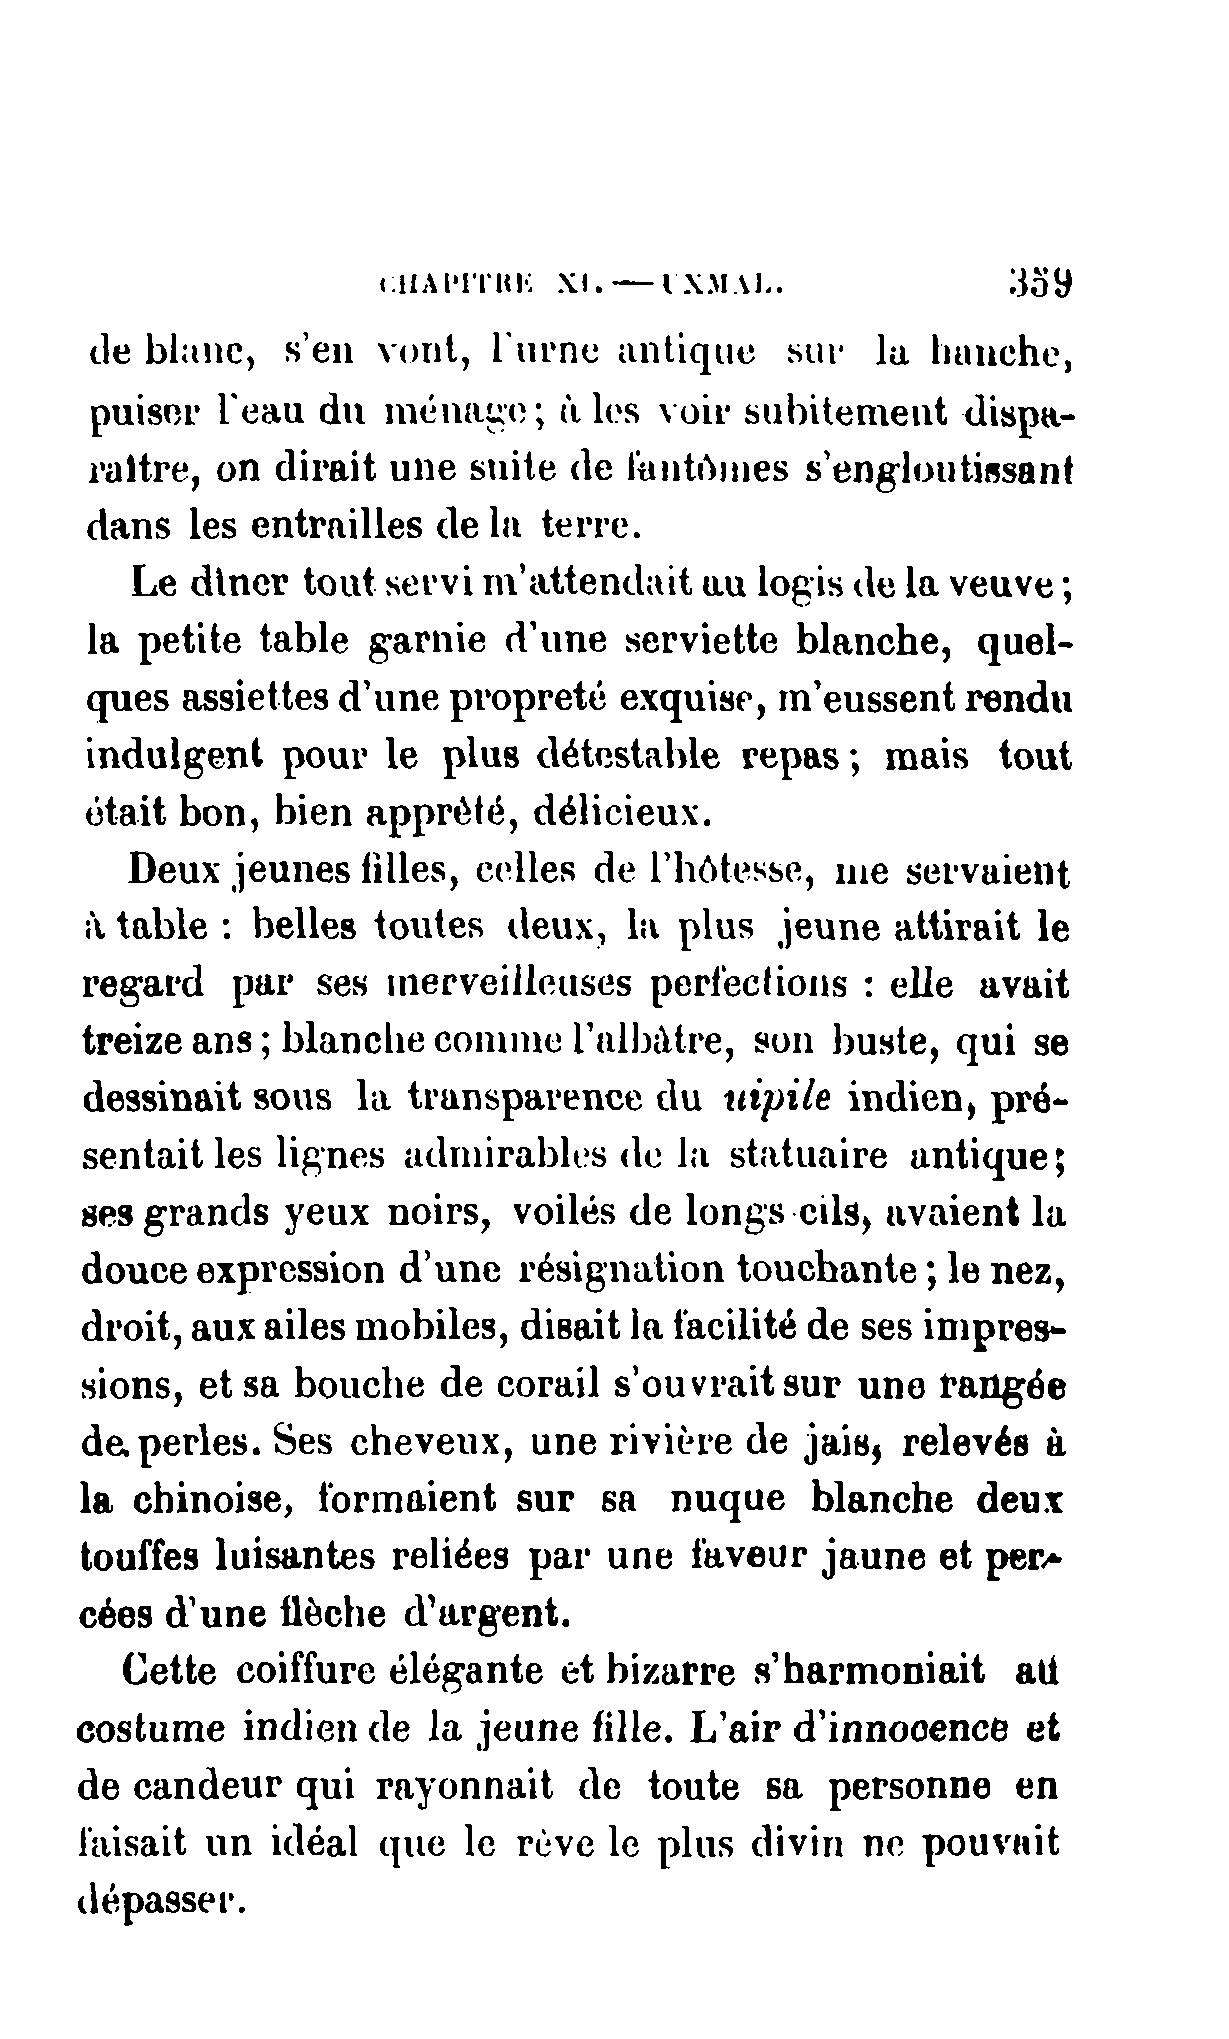 CHAPITRE XI. — UXMAL. 359
de blanc, s'en vont, l'urne antique sur la hanche,
puiser l'eau du ménage; à les voir subitement dispa-
raître, on dirait une suite de fantômes s'engloutissant
dans les entrailles de la terre.
Le dîner tout servi m'attendait au logis de la veuve;
la petite table garnie d'une serviette blanche, quel-
ques assiettes d'une propreté exquise, m'eussent rendu
indulgent pour le plus détestable repas; mais tout
était bon, bien apprêté, délicieux.
Deux jeunes filles, celles de l'hôtesse, me servaient
à table : belles toutes deux, la plus jeune attirait le
regard par ses merveilleuses perfections : elle avait
treize ans; blanche comme l'albâtre, son buste, qui se
dessinait sous la transparence du uipile indien, pré-
sentait les lignes admirables de la statuaire antique;
ses grands yeux noirs, voilés de longs cils, avaient la
douce expression d'une résignation touchante; le nez,
droit, aux ailes mobiles, disait la facilité de ses impres-
sions, et sa bouche de corail s'ouvrait sur une rangée
de perles. Ses cheveux, une rivière de jais, relevés à
la chinoise, formaient sur sa nuque blanche deux
touffes luisantes reliées par une faveur jaune et per-
cées d'une flèche d'argent.
Cette coiffure élégante et bizarre s'harmoniait au
costume indien de la jeune fille. L'air d'innocence et
de candeur qui rayonnait de toute sa personne en
faisait un idéal que le rêve le plus divin ne pouvait
dépasser.